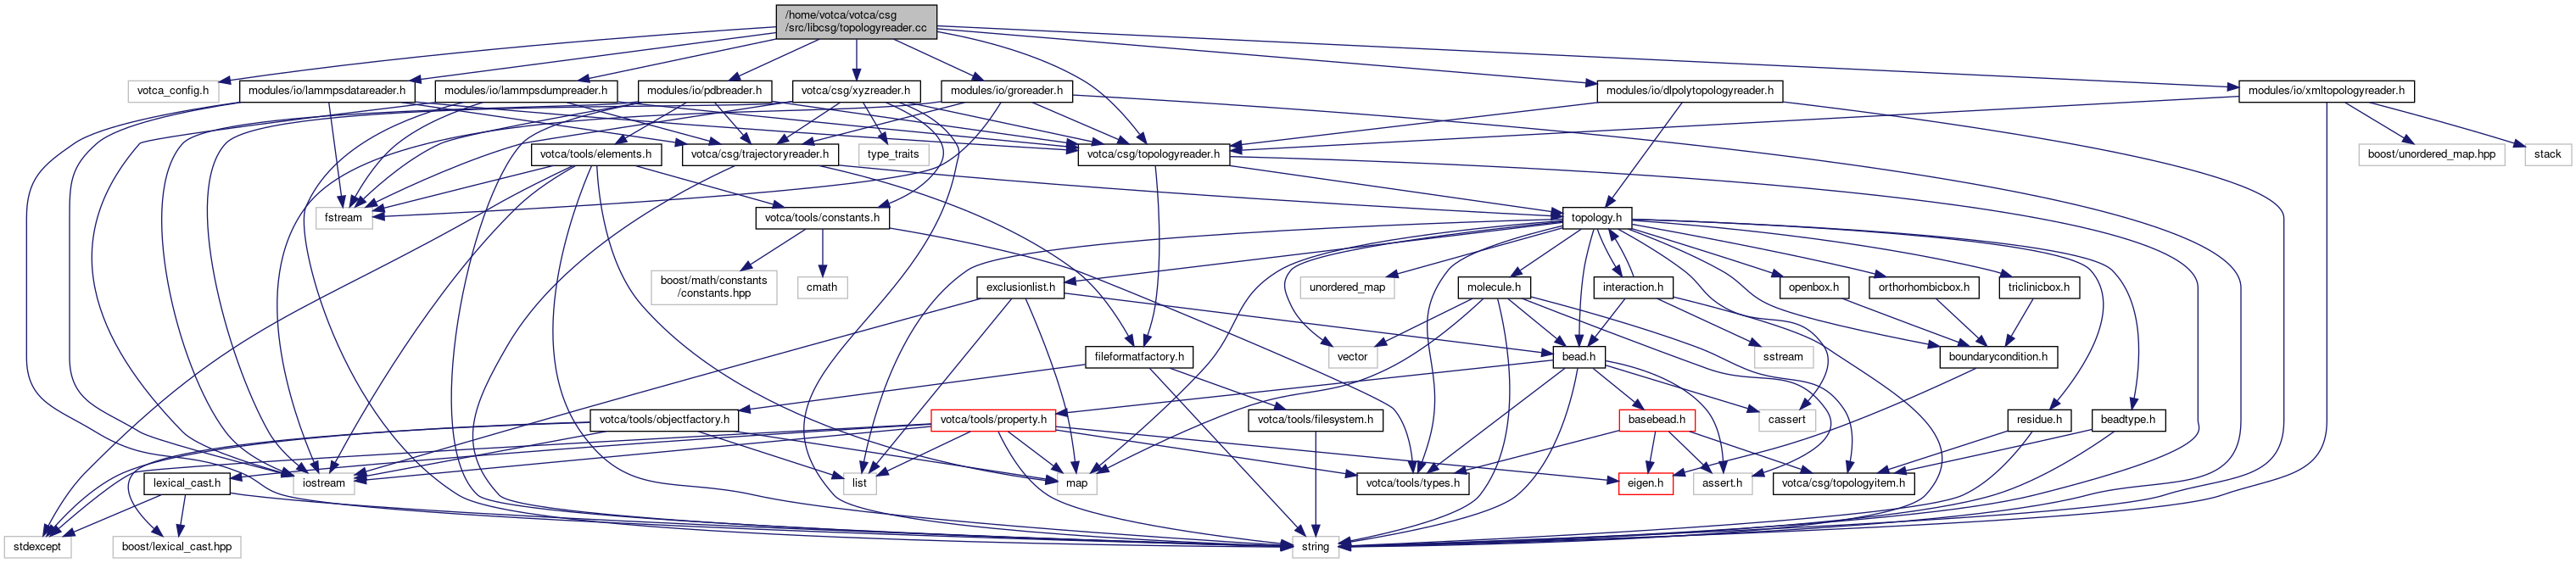 /home/votca/votca/csg
/src/libcsg/topologyreader.cc
votca_config.h
modules/io/lammpsdatareader.h
modules/io/lammpsdumpreader.h
modules/io/pdbreader.h
votca/csg/xyzreader.h
modules/io/groreader.h
modules/io/dlpolytopologyreader.h
modules/io/xmltopologyreader.h
votca/tools/elements.h
votca/csg/trajectoryreader.h
type_traits
votca/csg/topologyreader.h
boost/unordered_map.hpp
stack
fstream
votca/tools/constants.h
topology.h
boost/math/constants
/constants.hpp
cmath
exclusionlist.h
unordered_map
molecule.h
interaction.h
openbox.h
orthorhombicbox.h
triclinicbox.h
fileformatfactory.h
vector
bead.h
sstream
boundarycondition.h
votca/tools/objectfactory.h
votca/tools/property.h
votca/tools/filesystem.h
basebead.h
cassert
residue.h
beadtype.h
lexical_cast.h
iostream
list
map
votca/tools/types.h
eigen.h
assert.h
votca/csg/topologyitem.h
stdexcept
boost/lexical_cast.hpp
string